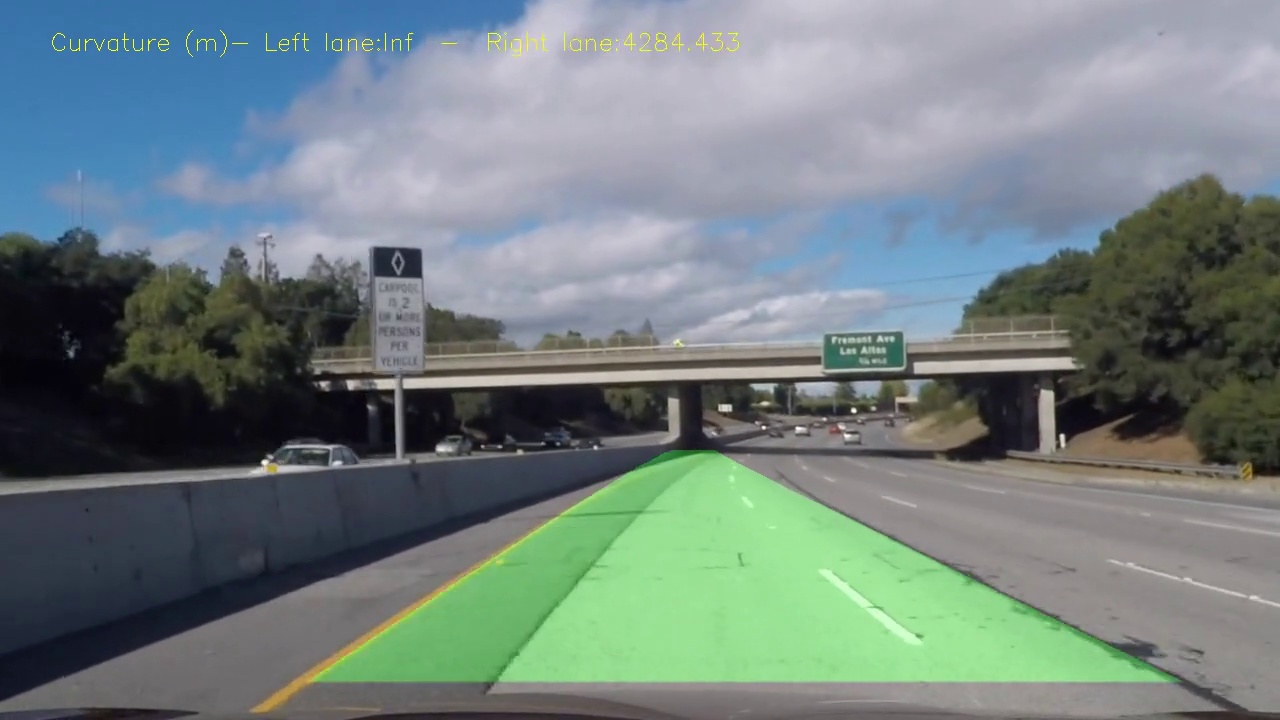 Curvature (m)- Left lane:Inf - Right lane:4284.433
CARPOOL
IS 2
OR MORE
PERSONS
PER
VEHICLE
Fremont Ave
Los Altos